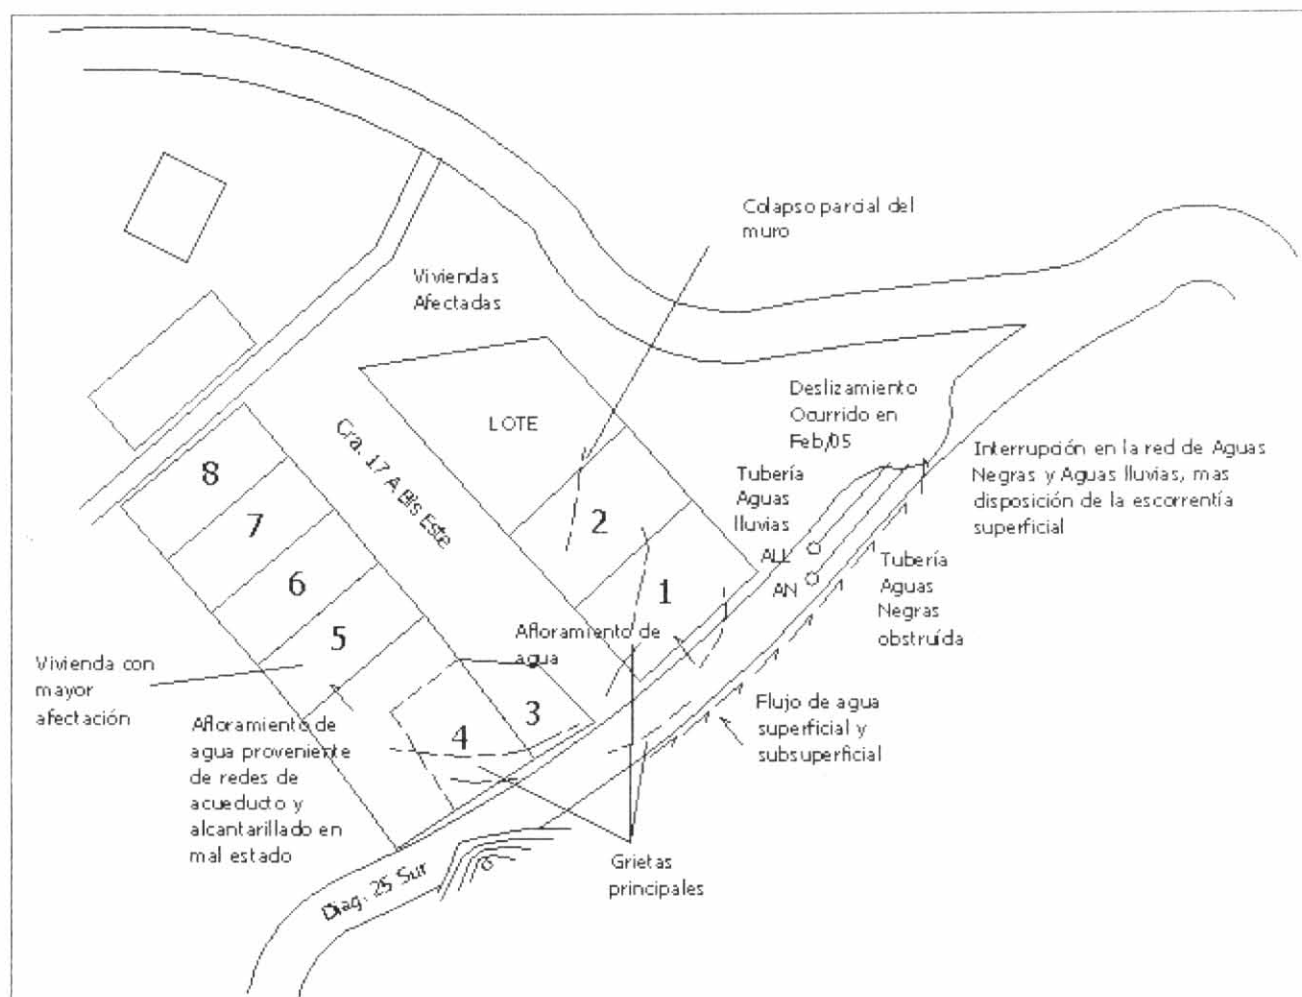 Colapso parcial del
muro
Viviendas
Afectadas
Deslizamiento
Ocurrido en
Feb/05
LOTE
Cra. 17 A Bis Este
Interrupción en la red de Aguas
Negras y Aguas lluvias, mas
disposición de la escorrentía
superficial
Tubería
Aguas
lluvias
8
7
2
ALL
Tubería
Aguas
Negras
obstruída
6
AN
1
5
Afloramiento de
agua
Vivienda con
mayor
afectación
3
4
Afloramiento de
agua proveniente
de redes de
acueducto y
alcantarillado en
mal estado
Flujo de agua
superficial y
subsuperficial
Grietas
principales
Diag. 25 Sur